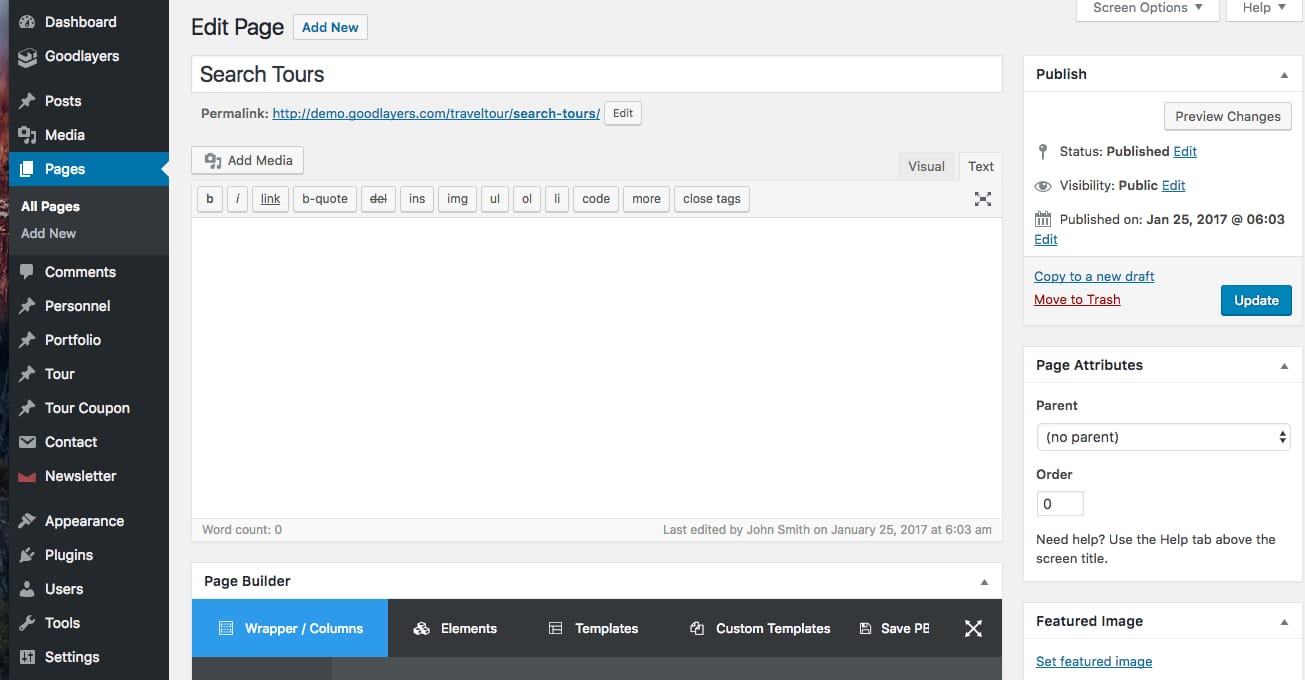 Dashboard
Goodlayers
Posts
Media
Pages
All Pages
Add New
Comments
Personnel
Portfolio
Tour
Tour Coupon
Contact
Newsletter
Appearance
Plugins
Users
Tools
Settings
Screen Options
Help
Edit Page Add New
Search Tours
Permalink: http://demo.goodlayers.com/traveltour/search-tours/ Edit
Add Media
Visual Text
b i link b-quote del ins img ul ol li code more close tags
Word count: 0 Last edited by John Smith on January 25, 2017 at 6:03 am
Page Builder
Wrapper / Columns Elements Templates Custom Templates Save PB
Publish
Preview Changes
Status: Published Edit
Visibility: Public Edit
Published on: Jan 25, 2017 @ 06:03
Edit
Copy to a new draft
Move to Trash
Update
Page Attributes
Parent
(no parent)
Order
0
Need help? Use the Help tab above the
screen title.
Featured Image
Set featured image